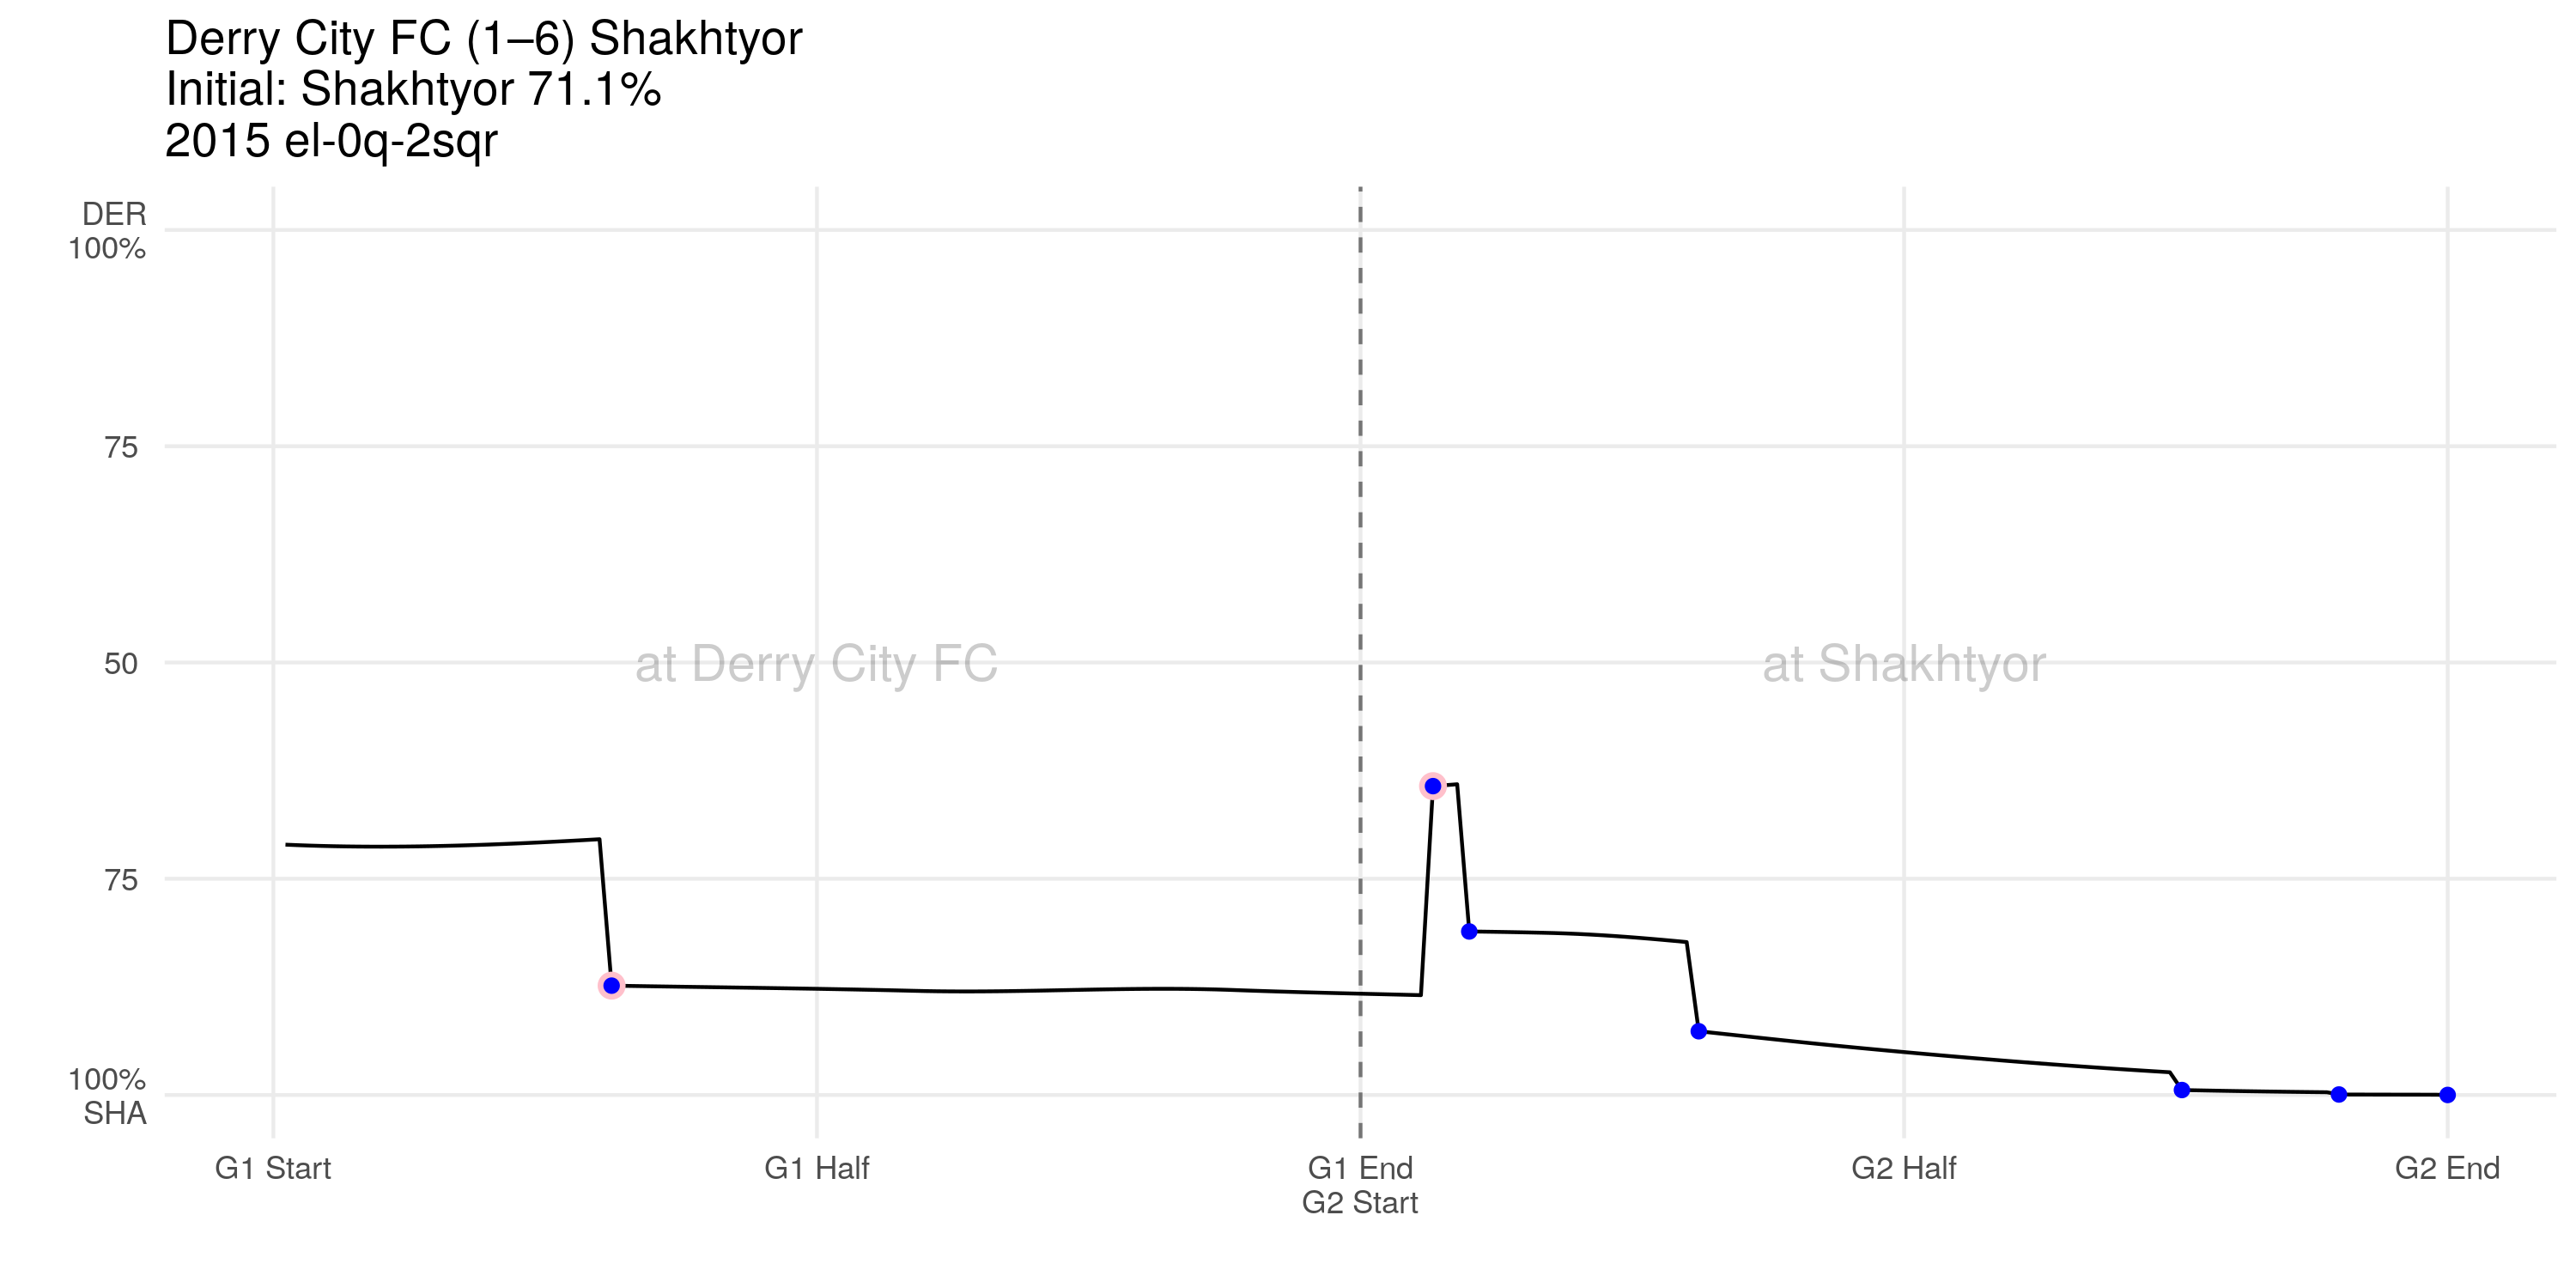 Derry City FC (1–6) Shakhtyor
Initial: Shakhtyor 71.1%
2015 el-0q-2sqr
DER
100%
75
50
75
100%
SHA
at Derry City FC
at Shakhtyor
G1 Start
G1 Half
G1 End
G2 Start
G2 Half
G2 End